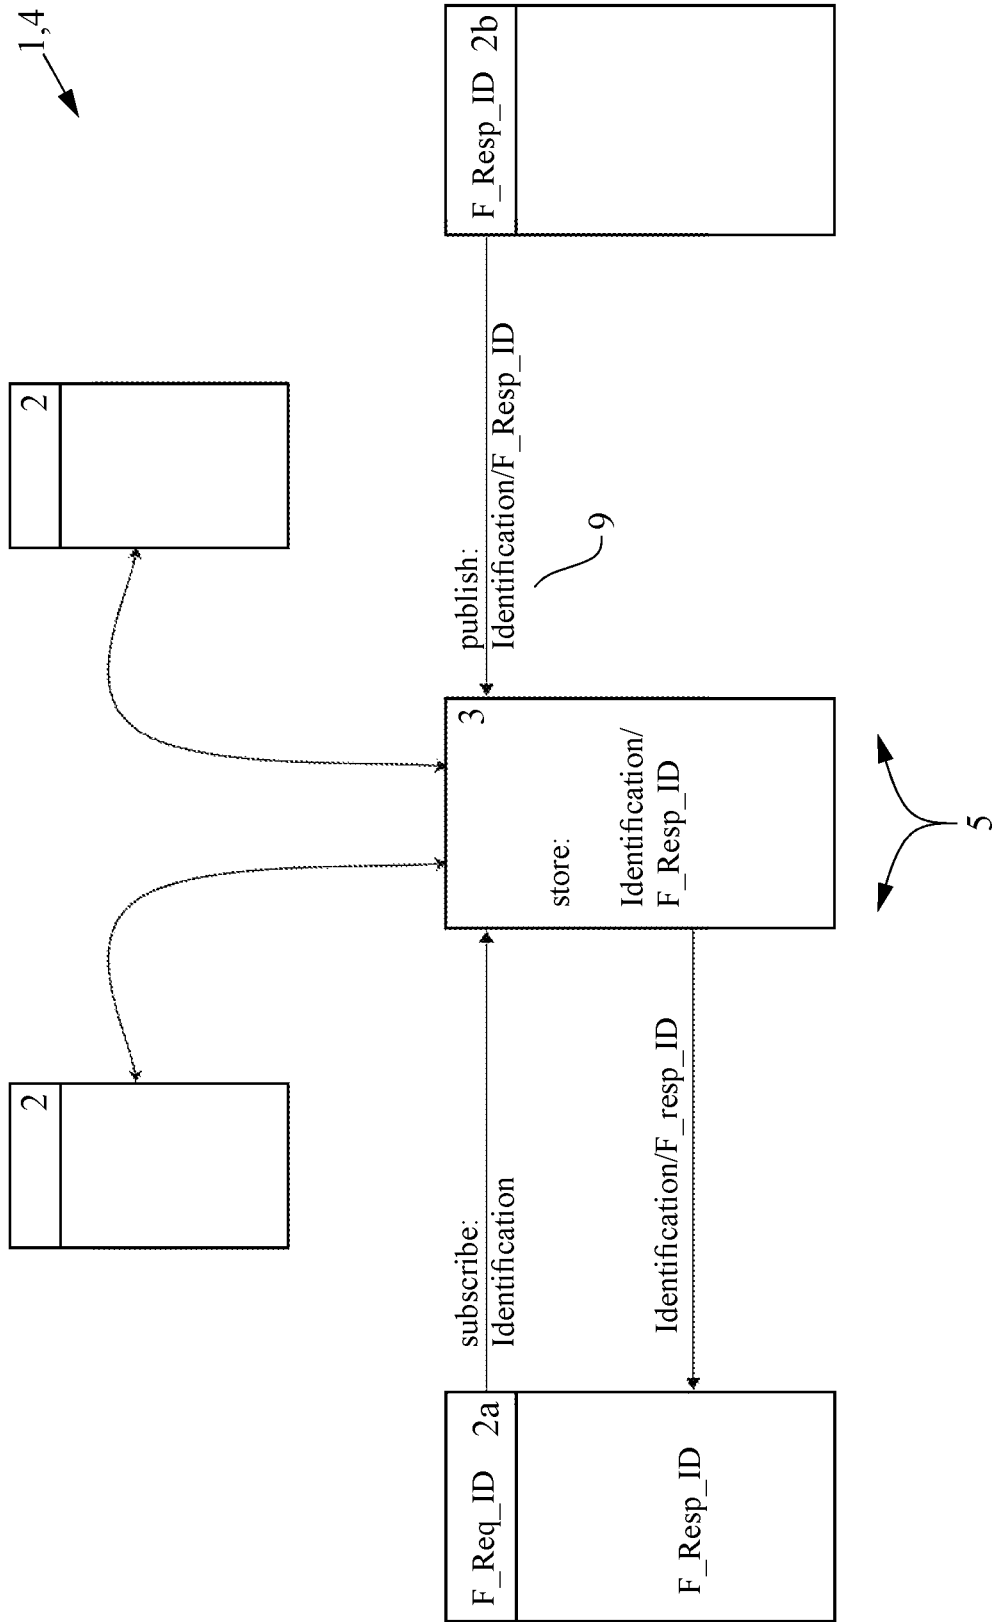 1,4
2
2
F_Req_ID 2a
F_Resp_ID
subscribe:
Identification
Identification/F_resp_ID
3
store:
Identification/
F_Resp_ID
publish:
Identification/F_Resp_ID
9
F_Resp_ID 2b
5